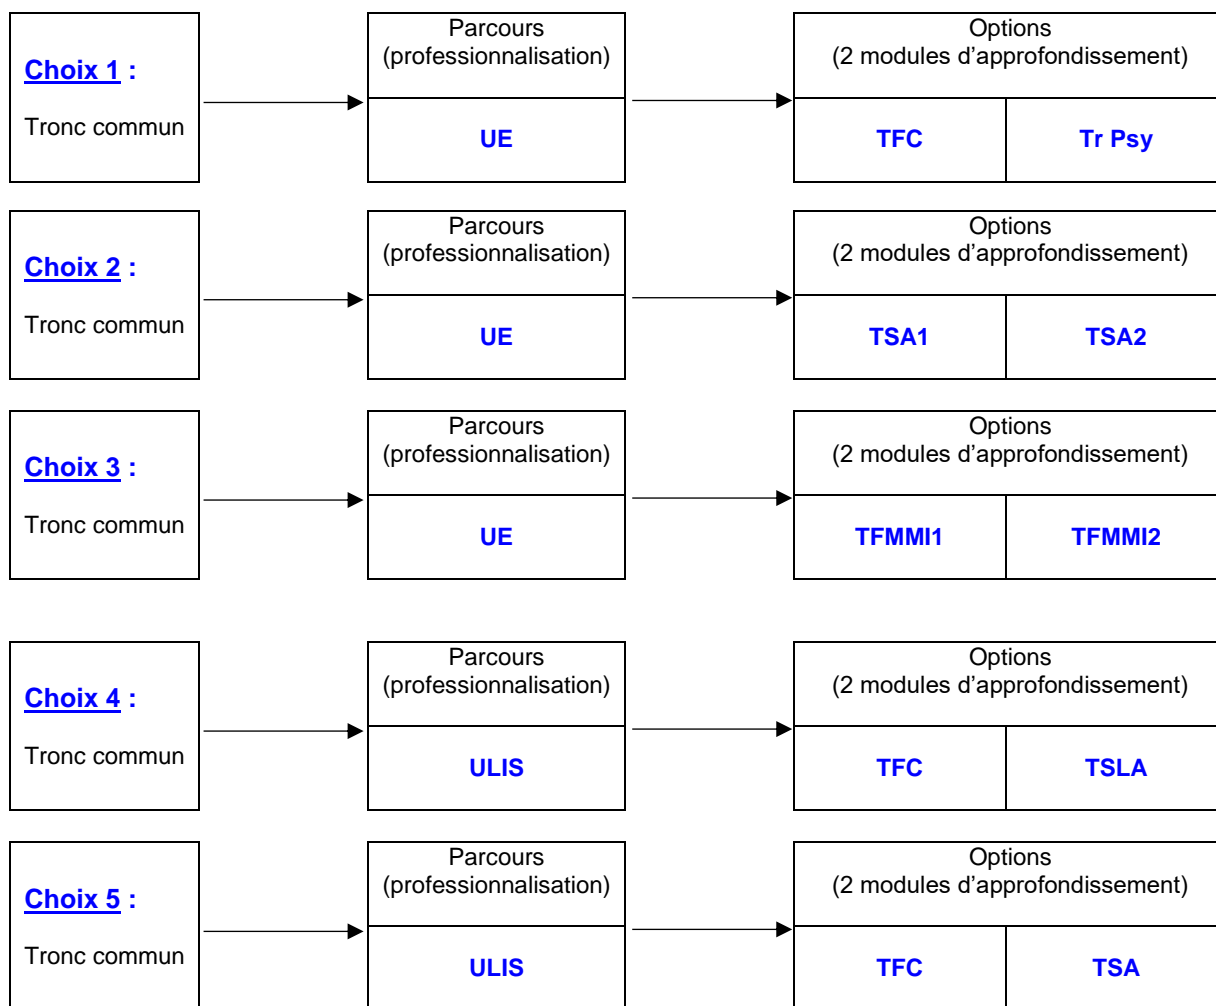 Choix 1 :
Tronc commun
Parcours
(professionnalisation)
UE
Options
(2 modules d'approfondissement)
TFC
Tr Psy
Choix 2 :
Tronc commun
Parcours
(professionnalisation)
UE
Options
(2 modules d'approfondissement)
TSA1
TSA2
Choix 3 :
Tronc commun
Parcours
(professionnalisation)
UE
Options
(2 modules d'approfondissement)
TFMMI1
TFMMI2
Choix 4 :
Tronc commun
Parcours
(professionnalisation)
ULIS
Options
(2 modules d'approfondissement)
TFC
TSLA
Choix 5 :
Tronc commun
Parcours
(professionnalisation)
ULIS
Options
(2 modules d'approfondissement)
TFC
TSA